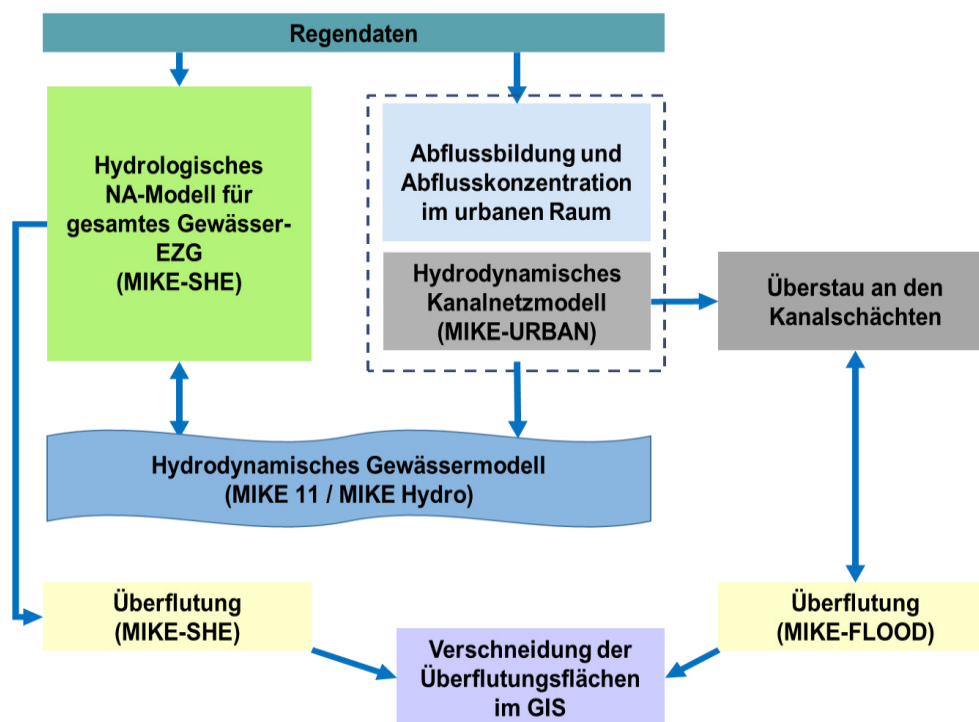 Regendaten
Hydrologisches
NA-Modell für
gesamtes Gewässer-
EZG
(MIKE-SHE)
Abflussbildung und
Abflusskonzentration
im urbanen Raum
Hydrodynamisches
Kanalnetzmodell
(MIKE-URBAN)
Überstau an den
Kanalschächten
Hydrodynamisches Gewässermodell
(MIKE 11 / MIKE Hydro)
Überflutung
(MIKE-SHE)
Überflutung
(MIKE-FLOOD)
Verschneidung der
Überflutungsflächen
im GIS